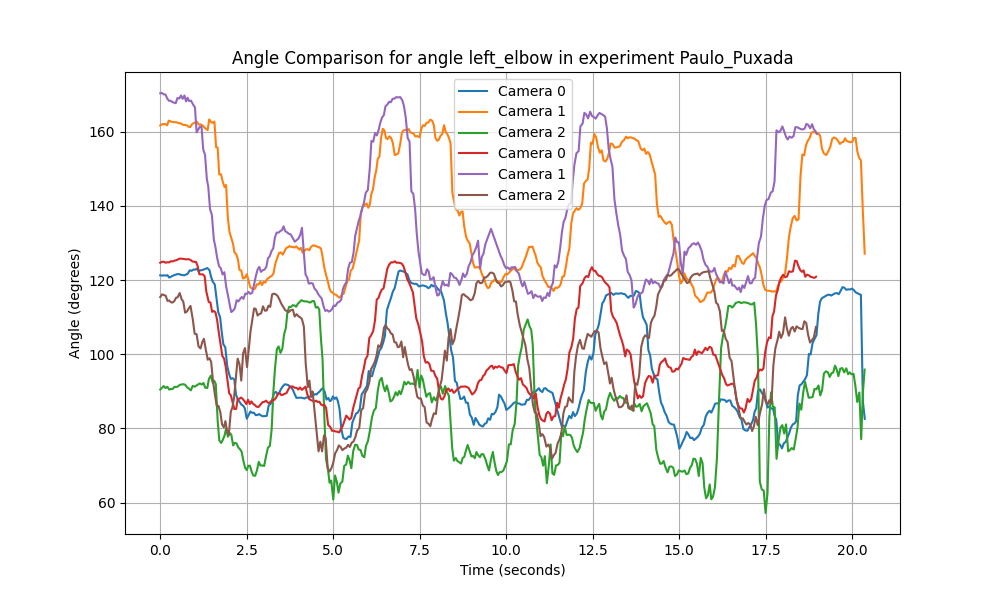 Angle Comparison for angle left_elbow in experiment Paulo_Puxada
Camera 0
Camera 1
Camera 2
Camera 0
Camera 1
Camera 2
Angle (degrees)
160
140
120
100
80
60
0.0 2.5 5.0 7.5 10.0 12.5 15.0 17.5 20.0
Time (seconds)